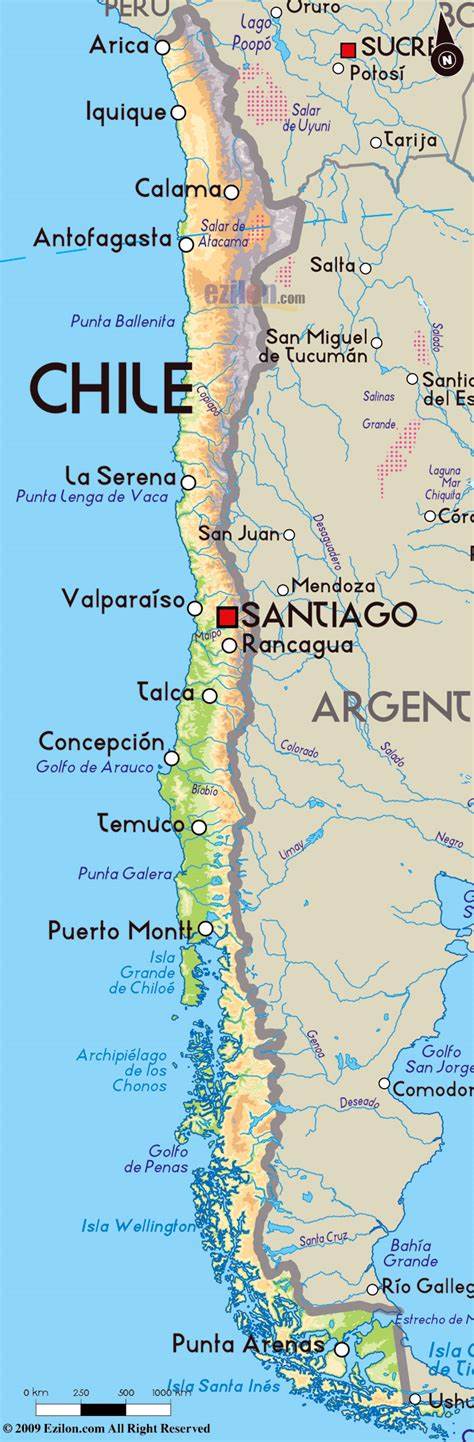 PERU
Oruro
BO
Arica
Lago
Poopó
SUCRE
N
Potosí
Iquique
Salar
de Uyuni
Tarija
Calama
Salar de
Atacama
Antofagasta
Salta
ezilon.com
Punta Ballenita
Salado
San Miguel
de Tucumán
CHILE
Copiapó
Santia
del Es
Salinas
Grande
La Serena
Punta Lenga de Vaca
Laguna
Mar
Chiquita
Córd
San Juan
Desaguadero
Mendoza
Valparaíso
SANTIAGO
Maipo
Rancagua
Talca
ARGENT
Concepción
Golfo de Arauco
Colorado
Salado
Bíobío
Temuco
Limay
Negro
Punta Galera
Puerto Montt
Isla
Grande
de Chiloé
G
Archipiélago
de los
Chonos
Genoa
Golfo
San Jorge
Comodor
Deseado
Golfo
de Penas
Isla Wellington
Santa Cruz
Bahía
Grande
Río Galleg
Estrecho de M
Punta Arenas
Isla G
de Ti
Isla Santa Inés
Ushu
0 km 250 500 1000 km
© 2009 Ezilon.com All Right Reserved